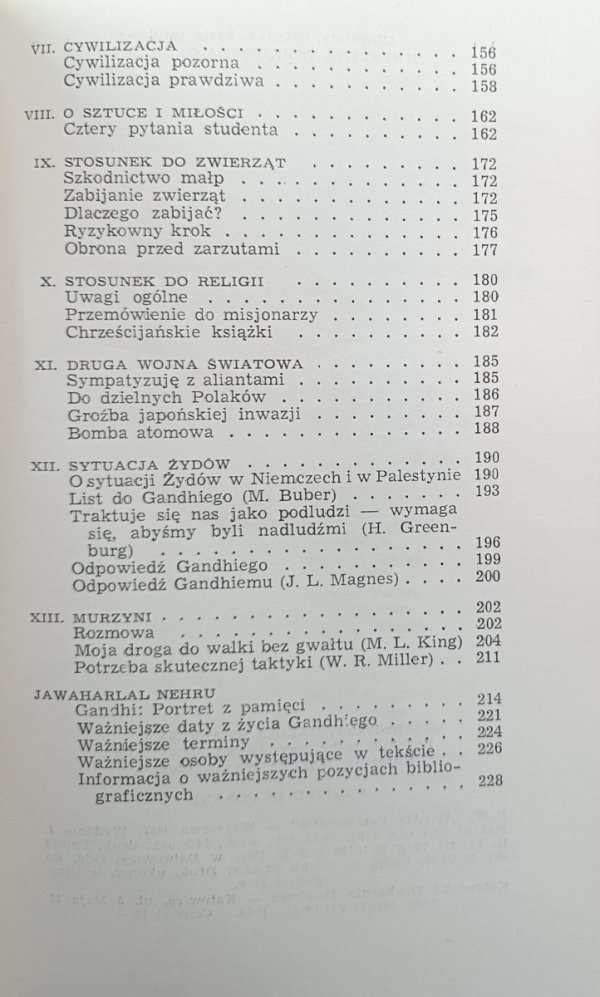 VII. CYWILIZACJA . . . . . . . . . . . . . . 156
Cywilizacja pozorna . . . . . . . . . . . 156
Cywilizacja prawdziwa . . . . . . . . . . 158
VIII. O SZTUCE I MIŁOŚCI . . . . . . . . . . . 162
Cztery pytania studenta . . . . . . . . . 162
IX. STOSUNEK DO ZWIERZĄT . . . . . . . . 172
Szkodnictwo małp . . . . . . . . . . . . 172
Zabijanie zwierząt . . . . . . . . . . . . 172
Dlaczego zabijać? . . . . . . . . . . . . 175
Ryzykowny krok . . . . . . . . . . . . . 176
Obrona przed zarzutami . . . . . . . . . 177
X. STOSUNEK DO RELIGII . . . . . . . . . 180
Uwagi ogólne . . . . . . . . . . . . . . 180
Przemówienie do misjonarzy . . . . . . . 181
Chrześcijańskie książki . . . . . . . . . 182
XI. DRUGA WOJNA ŚWIATOWA . . . . . . . . 185
Sympatyzuję z aliantami . . . . . . . . . 185
Do dzielnych Polaków . . . . . . . . . . 186
Groźba japońskiej inwazji . . . . . . . . 187
Bomba atomowa . . . . . . . . . . . . . 188
XII. SYTUACJA ŻYDÓW . . . . . . . . . . . . 190
O sytuacji Żydów w Niemczech i w Palestynie 190
List do Gandhiego (M. Buber) . . . . . . . 193
Traktuje się nas jako podludzi — wymaga
się, abyśmy byli nadludźmi (H. Green-
burg) . . . . . . . . . . . . . . . . . . 196
Odpowiedź Gandhiego . . . . . . . . . . 199
Odpowiedź Gandhiemu (J. L. Magnes) . . . . 200
XIII. MURZYNI . . . . . . . . . . . . . . . . . 202
Rozmowa . . . . . . . . . . . . . . . . 202
Moja droga do walki bez gwałtu (M. L. King) 204
Potrzeba skutecznej taktyki (W. R. Miller) . . 211
JAWAHARLAL NEHRU
Gandhi: Portret z pamięci . . . . . . . . . 214
Ważniejsze daty z życia Gandhiego . . . . . 221
Ważniejsze terminy . . . . . . . . . . . . 224
Ważniejsze osoby występujące w tekście . . 226
Informacja o ważniejszych pozycjach biblio-
graficznych . . . . . . . . . . . . . . . 228